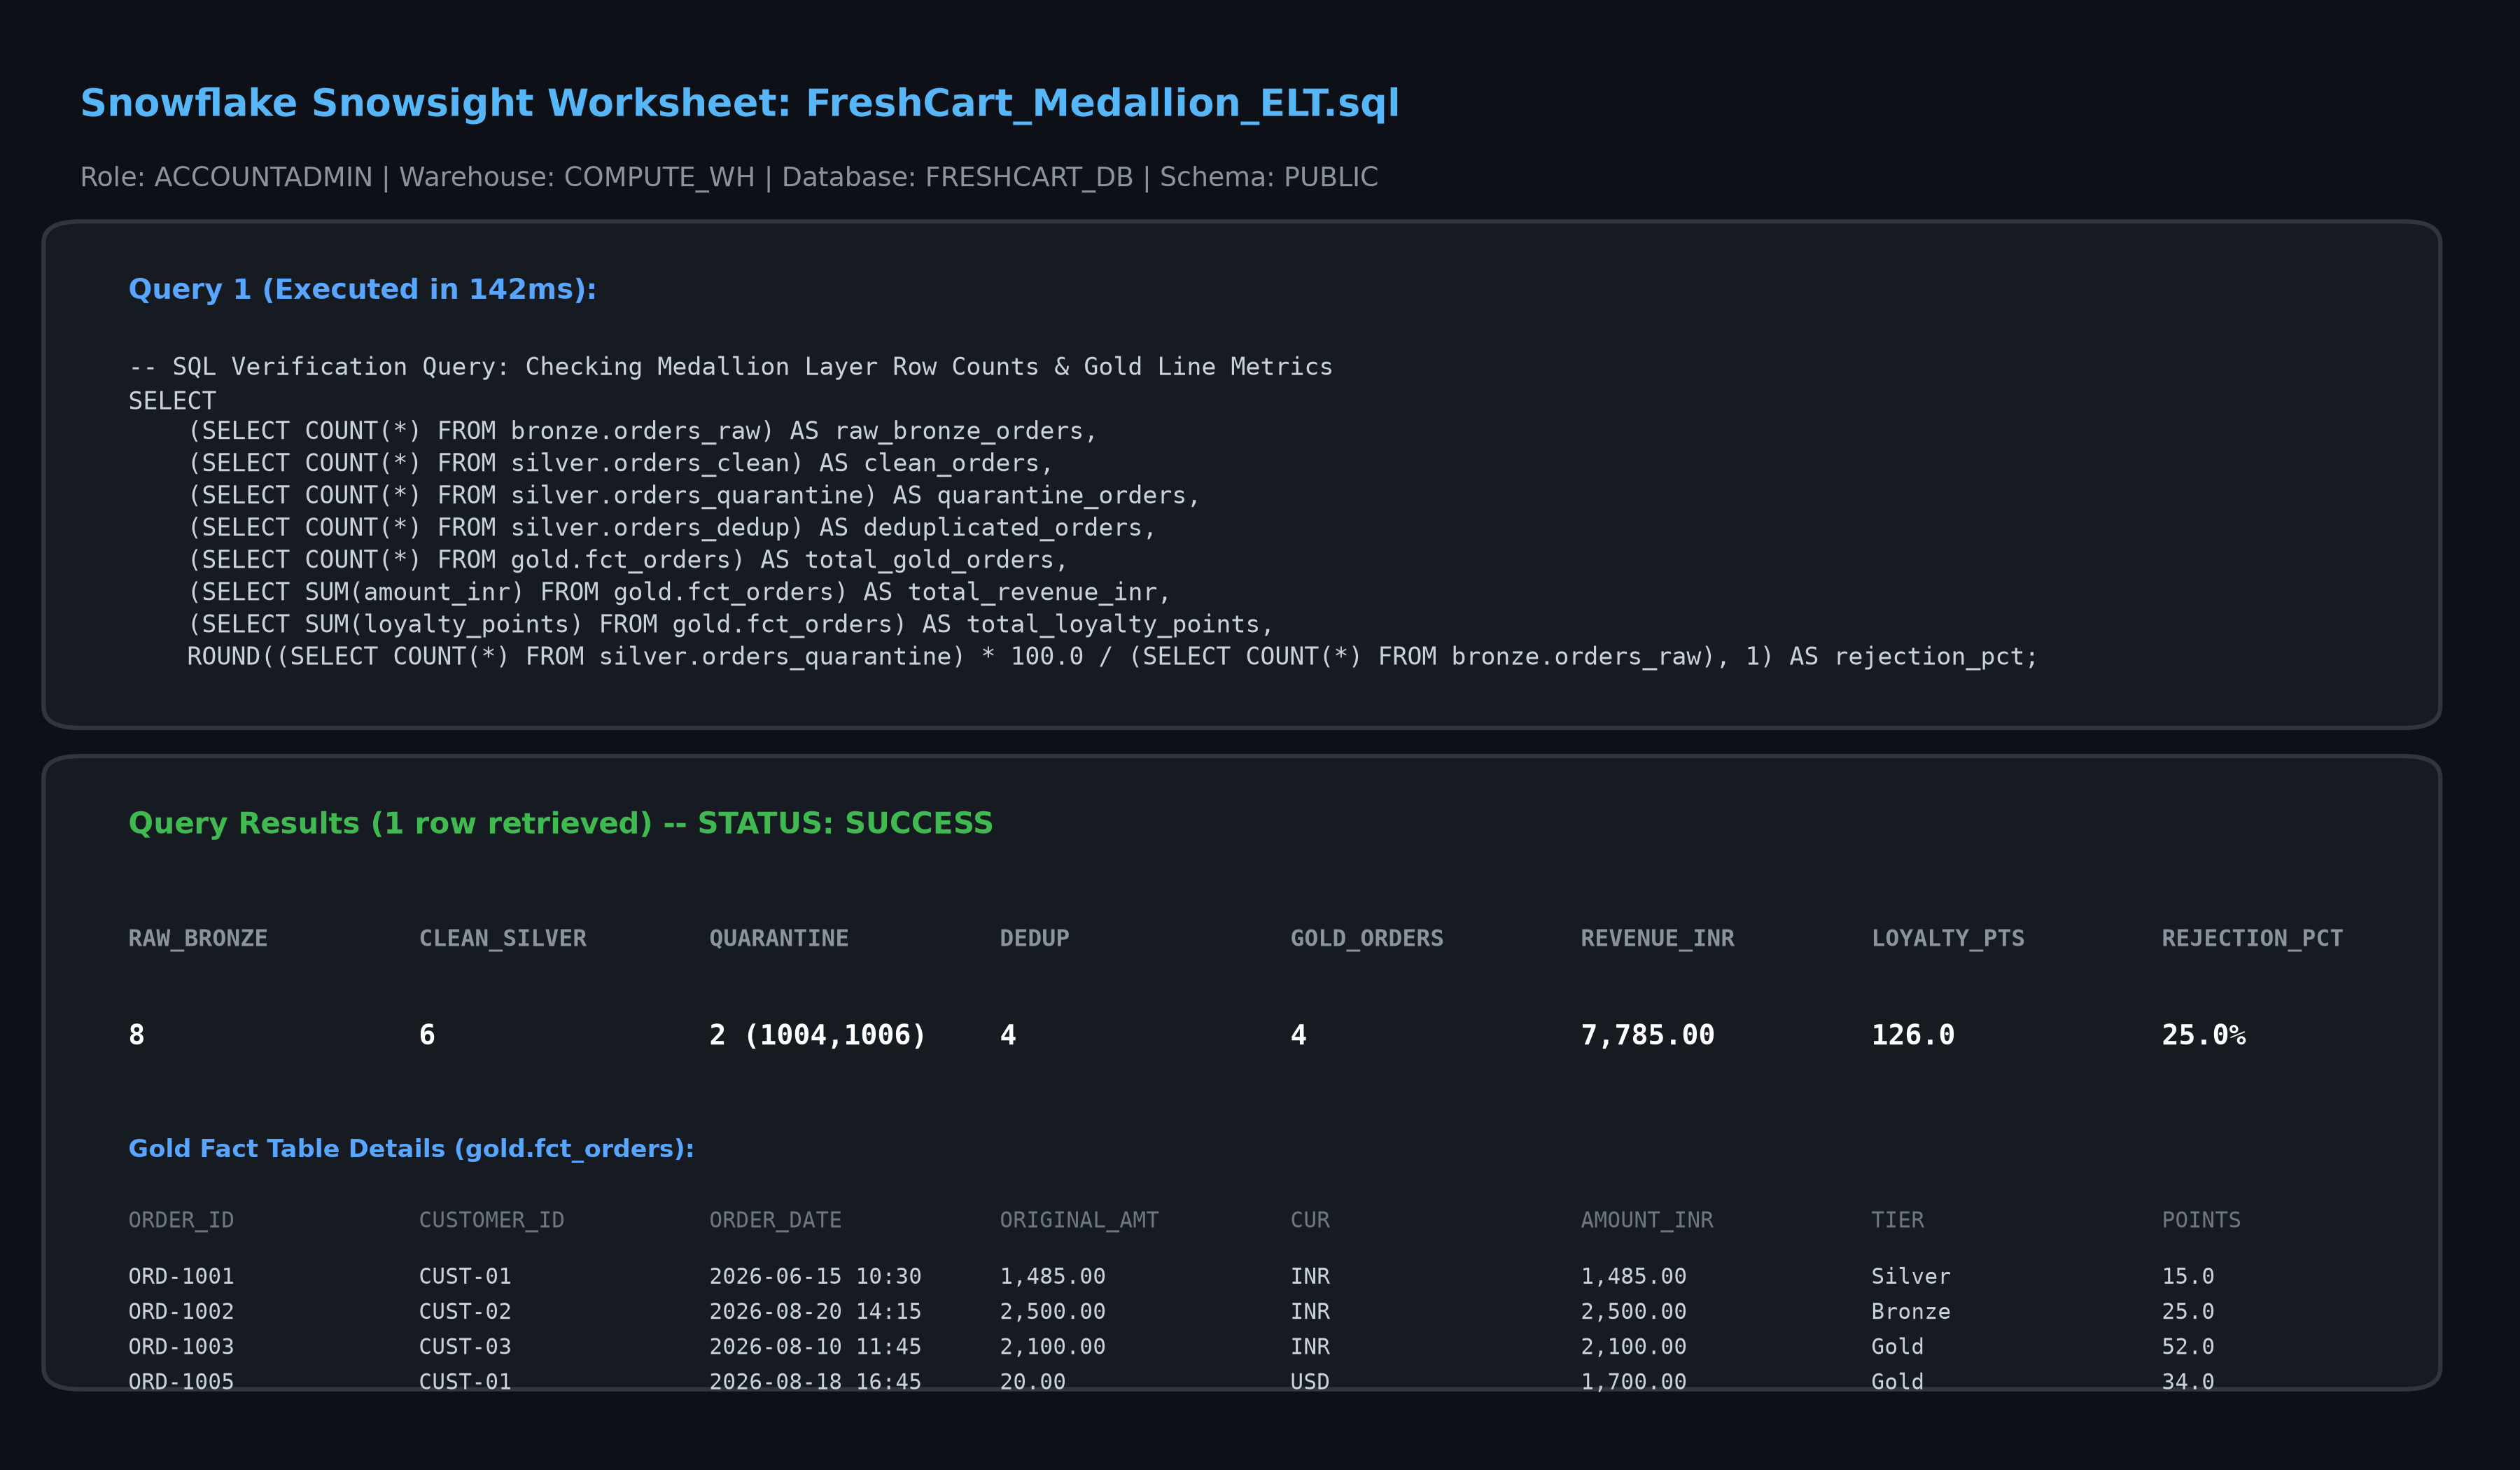 Snowflake Snowsight Worksheet: FreshCart_Medallion_ELT.sql
Role: ACCOUNTADMIN | Warehouse: COMPUTE_WH | Database: FRESHCART_DB | Schema: PUBLIC
Query 1 (Executed in 142ms):
-- SQL Verification Query: Checking Medallion Layer Row Counts & Gold Line Metrics
SELECT
    (SELECT COUNT(*) FROM bronze.orders_raw) AS raw_bronze_orders,
    (SELECT COUNT(*) FROM silver.orders_clean) AS clean_orders,
    (SELECT COUNT(*) FROM silver.orders_quarantine) AS quarantine_orders,
    (SELECT COUNT(*) FROM silver.orders_dedup) AS deduplicated_orders,
    (SELECT COUNT(*) FROM gold.fct_orders) AS total_gold_orders,
    (SELECT SUM(amount_inr) FROM gold.fct_orders) AS total_revenue_inr,
    (SELECT SUM(loyalty_points) FROM gold.fct_orders) AS total_loyalty_points,
    ROUND((SELECT COUNT(*) FROM silver.orders_quarantine) * 100.0 / (SELECT COUNT(*) FROM bronze.orders_raw), 1) AS rejection_pct;
Query Results (1 row retrieved) -- STATUS: SUCCESS
RAW_BRONZE CLEAN_SILVER QUARANTINE DEDUP GOLD_ORDERS REVENUE_INR LOYALTY_PTS REJECTION_PCT
8 6 2 (1004,1006) 4 4 7,785.00 126.0 25.0%
Gold Fact Table Details (gold.fct_orders):
ORDER_ID CUSTOMER_ID ORDER_DATE ORIGINAL_AMT CUR AMOUNT_INR TIER POINTS
ORD-1001 CUST-01 2026-06-15 10:30 1,485.00 INR 1,485.00 Silver 15.0
ORD-1002 CUST-02 2026-08-20 14:15 2,500.00 INR 2,500.00 Bronze 25.0
ORD-1003 CUST-03 2026-08-10 11:45 2,100.00 INR 2,100.00 Gold 52.0
ORD-1005 CUST-01 2026-08-18 16:45 20.00 USD 1,700.00 Gold 34.0